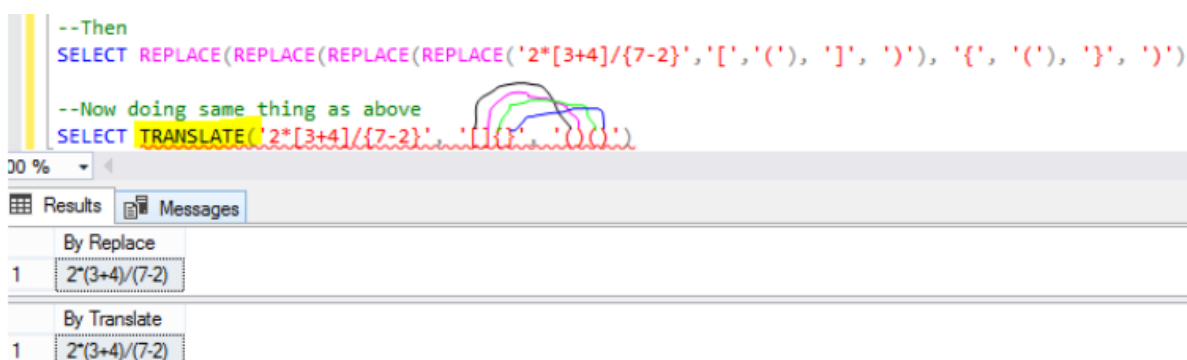 --Then
SELECT REPLACE(REPLACE(REPLACE(REPLACE('2*[3+4]/{7-2}','[','('), ']', ')'), '{', '('), '}', ')')
--Now doing same thing as above
SELECT TRANSLATE('2*[3+4]/{7-2}', '[]{}', '()()')
00 %
Results Messages
By Replace
1 2*(3+4)/(7-2)
By Translate
1 2*(3+4)/(7-2)